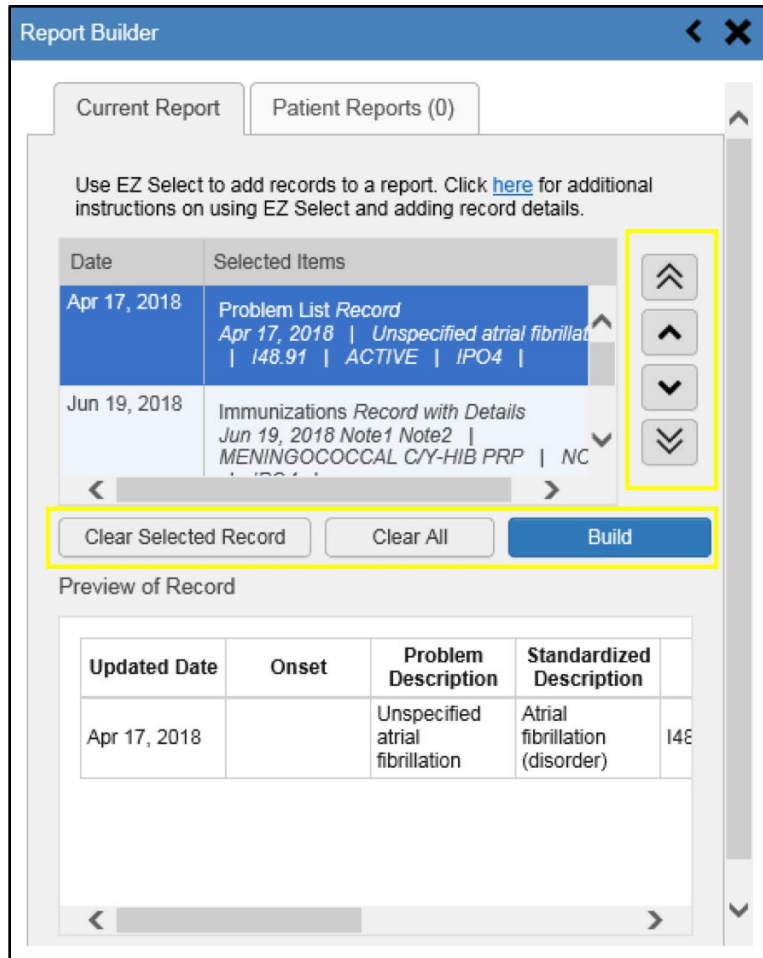 Report Builder
Current Report
Patient Reports (0)
Use EZ Select to add records to a report. Click here for additional
instructions on using EZ Select and adding record details.
Date
Selected Items
Apr 17, 2018
Problem List Record
Apr 17, 2018 | Unspecified atrial fibrillat
| I48.91 | ACTIVE | IPO4 |
Jun 19, 2018
Immunizations Record with Details
Jun 19, 2018 Note1 Note2 |
MENINGOCOCCAL C/Y-HIB PRP | NC
Clear Selected Record
Clear All
Build
Preview of Record
Updated Date
Onset
Problem
Description
Standardized
Description
Apr 17, 2018
Unspecified
atrial
fibrillation
Atrial
fibrillation
(disorder)
I48